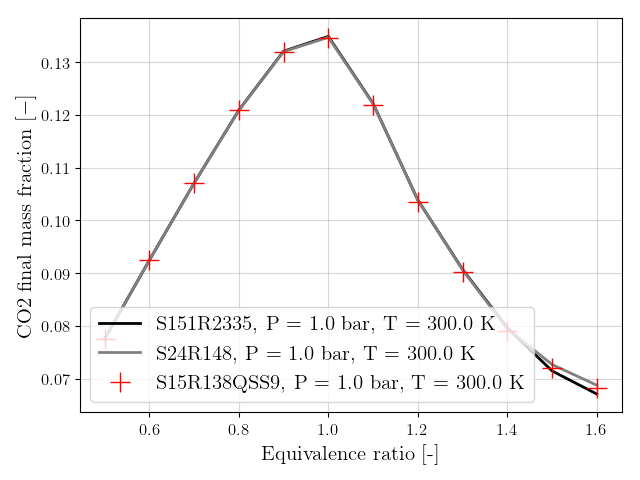 0.13
0.12
0.11
0.10
0.09
0.08
0.07
CO2 final mass fraction [−]
S151R2335, P = 1.0 bar, T = 300.0 K
S24R148, P = 1.0 bar, T = 300.0 K
S15R138QSS9, P = 1.0 bar, T = 300.0 K
0.6 0.8 1.0 1.2 1.4 1.6
Equivalence ratio [-]